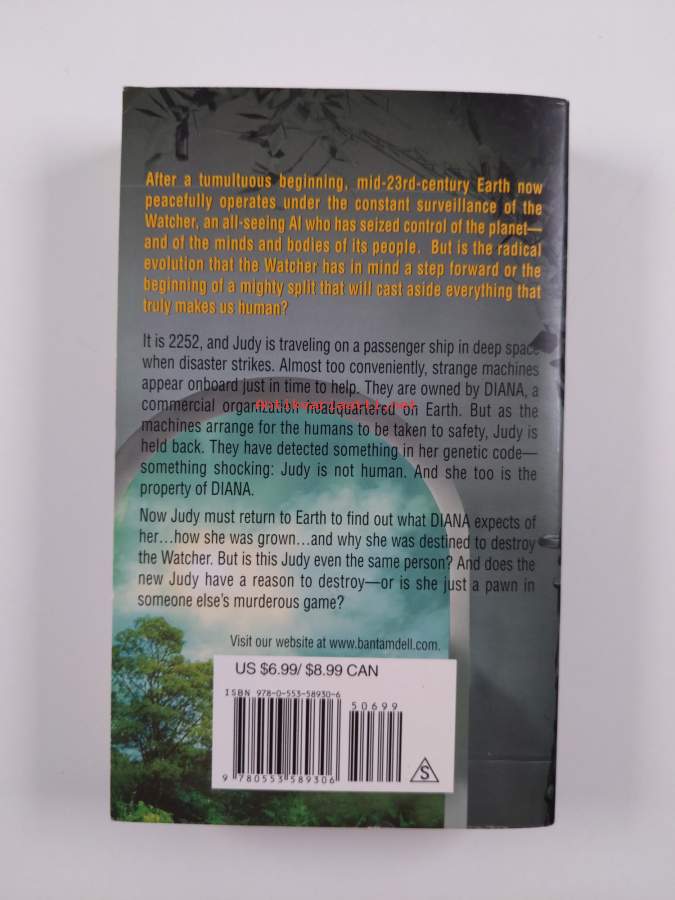 After a tumultuous beginning, mid-23rd-century Earth now
peacefully operates under the constant surveillance of the
Watcher, an all-seeing AI who has seized control of the planet—
and of the minds and bodies of its people. But is the radical
evolution that the Watcher has in mind a step forward or the
beginning of a mighty split that will cast aside everything that
truly makes us human?
It is 2252, and Judy is traveling on a passenger ship in deep space
when disaster strikes. Almost too conveniently, strange machines
appear onboard just in time to help. They are owned by DIANA, a
commercial organization headquartered on Earth. But as the
machines arrange for the humans to be taken to safety, Judy is
held back. They have detected something in her genetic code—
something shocking: Judy is not human. And she too is the
property of DIANA.
Now Judy must return to Earth to find out what DIANA expects of
her...how she was grown...and why she was destined to destroy
the Watcher. But is this Judy even the same person? And does the
new Judy have a reason to destroy—or is she just a pawn in
someone else's murderous game?
Visit our website at www.bantamdell.com.
US $6.99/ $8.99 CAN
ISBN 978-0-553-58930-6
50699
9 780553 589306
S